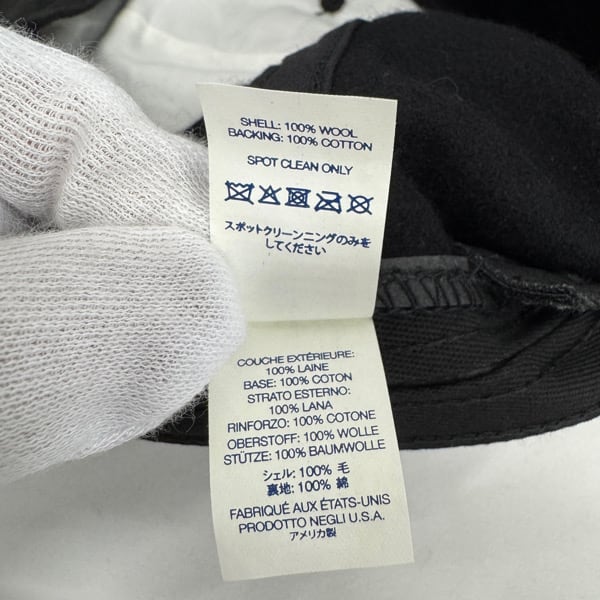 SHELL: 100% WOOL
BACKING: 100% COTTON
SPOT CLEAN ONLY
スポットクリーンニングのみを
してください
COUCHE EXTÉRIEURE:
100% LAINE
BASE: 100% COTON
STRATO ESTERNO:
100% LANA
RINFORZO: 100% COTONE
OBERSTOFF: 100% WOLLE
STÜTZE: 100% BAUMWOLLE
シェル: 100% 毛
裏地: 100% 綿
FABRIQUÉ AUX ÉTATS-UNIS
PRODOTTO NEGLI U.S.A.
アメリカ製